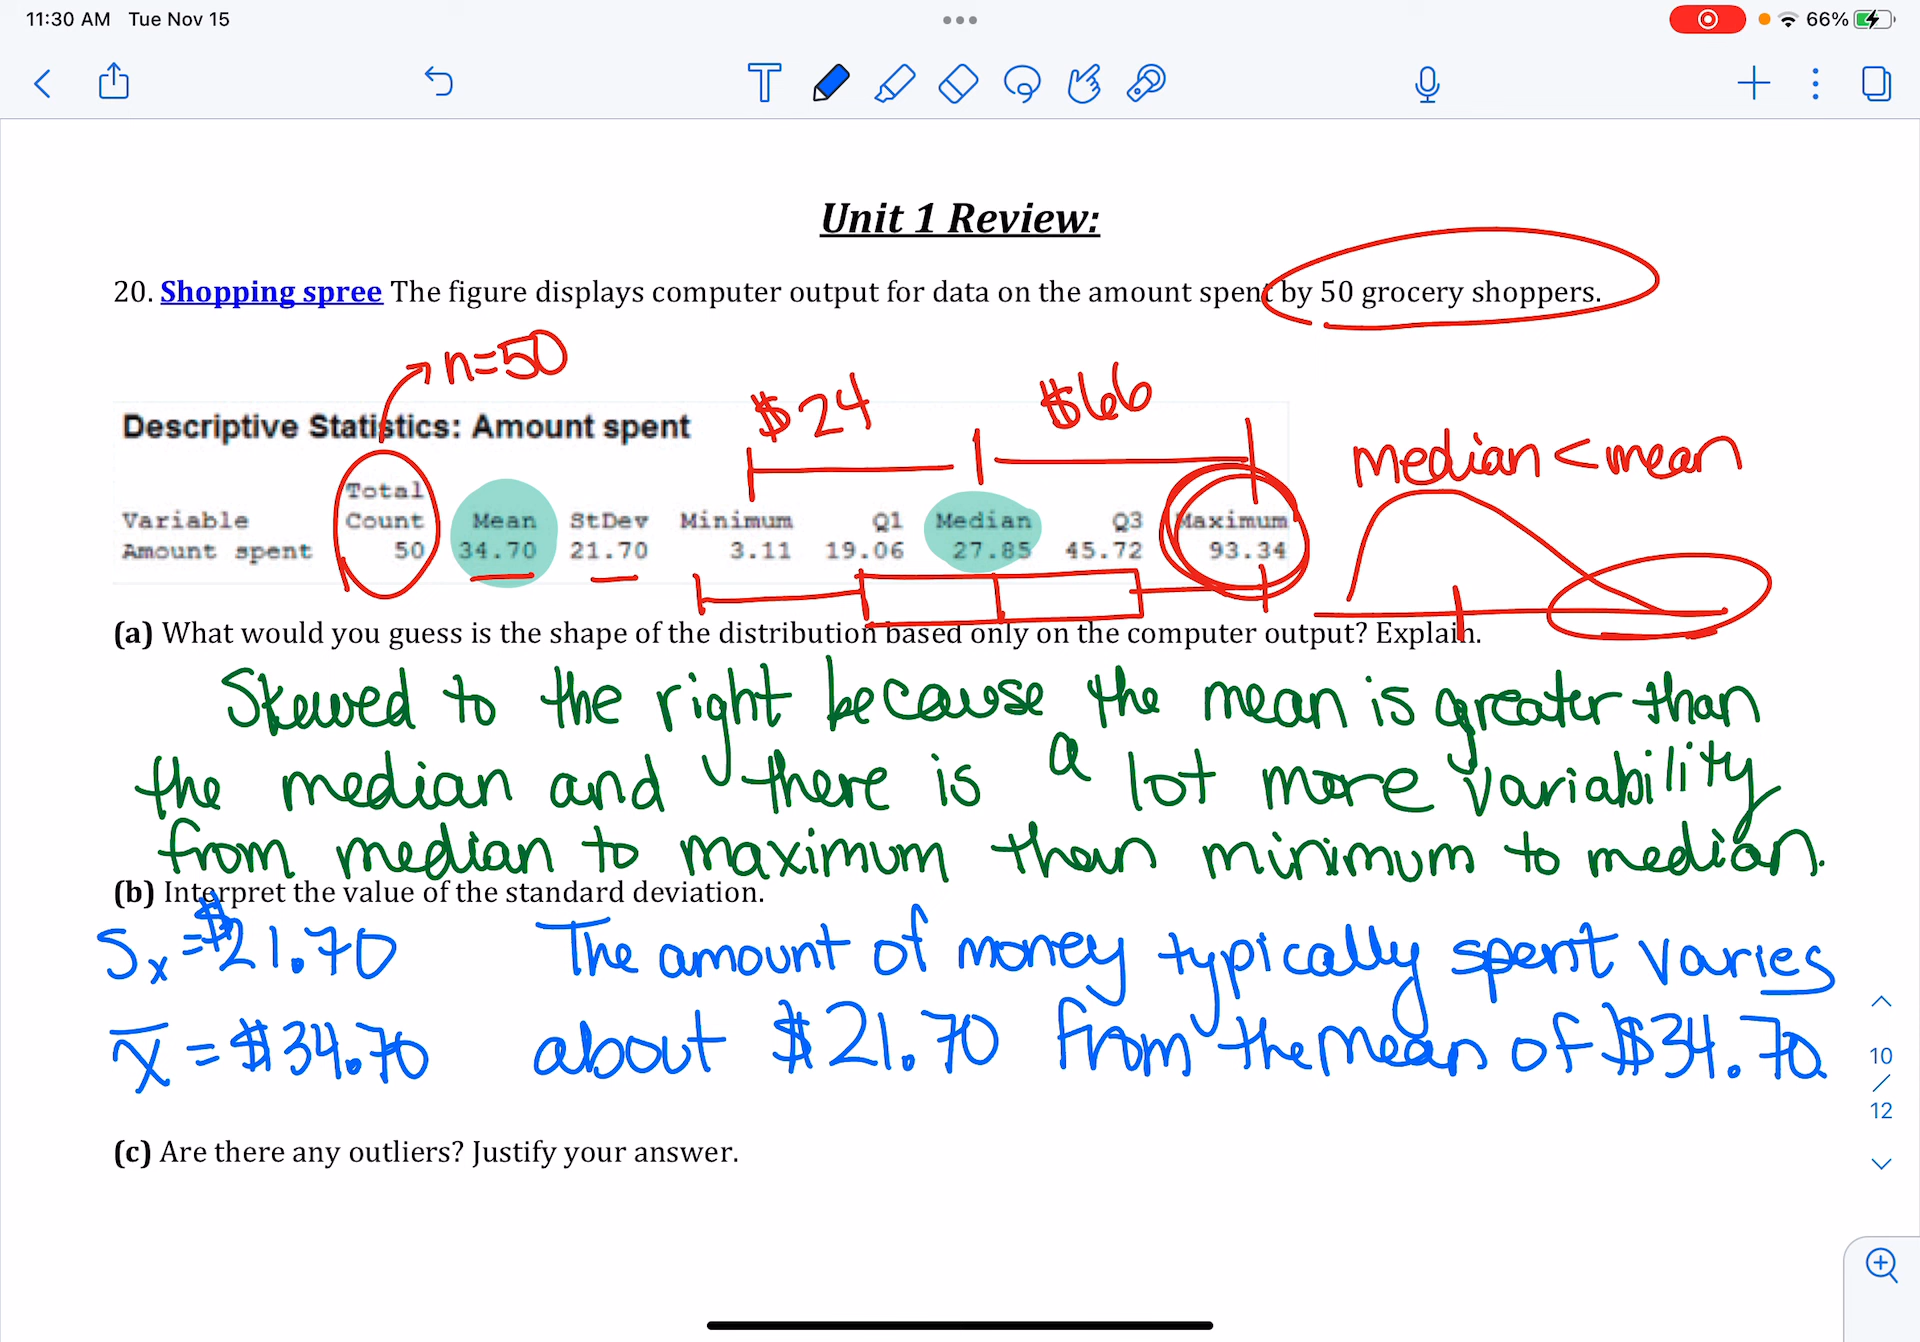 11:30 AM Tue Nov 15
66%
Unit 1 Review:
20. Shopping spree The figure displays computer output for data on the amount spent by 50 grocery shoppers.
n=50
$24
$66
Descriptive Statistics: Amount spent
median < mean
Total
Variable Count Mean StDev Minimum Q1 Median Q3 Maximum
Amount spent 50 34.70 21.70 3.11 19.06 27.85 45.72 93.34
(a) What would you guess is the shape of the distribution based only on the computer output? Explain.
Skewed to the right because the mean is greater than
the median and there is a lot more variability
from median to maximum than minimum to median.
(b) Interpret the value of the standard deviation.
Sx = $21.70 The amount of money typically spent varies
x̄ = $34.70 about $21.70 from the mean of $34.70
10
/
12
(c) Are there any outliers? Justify your answer.